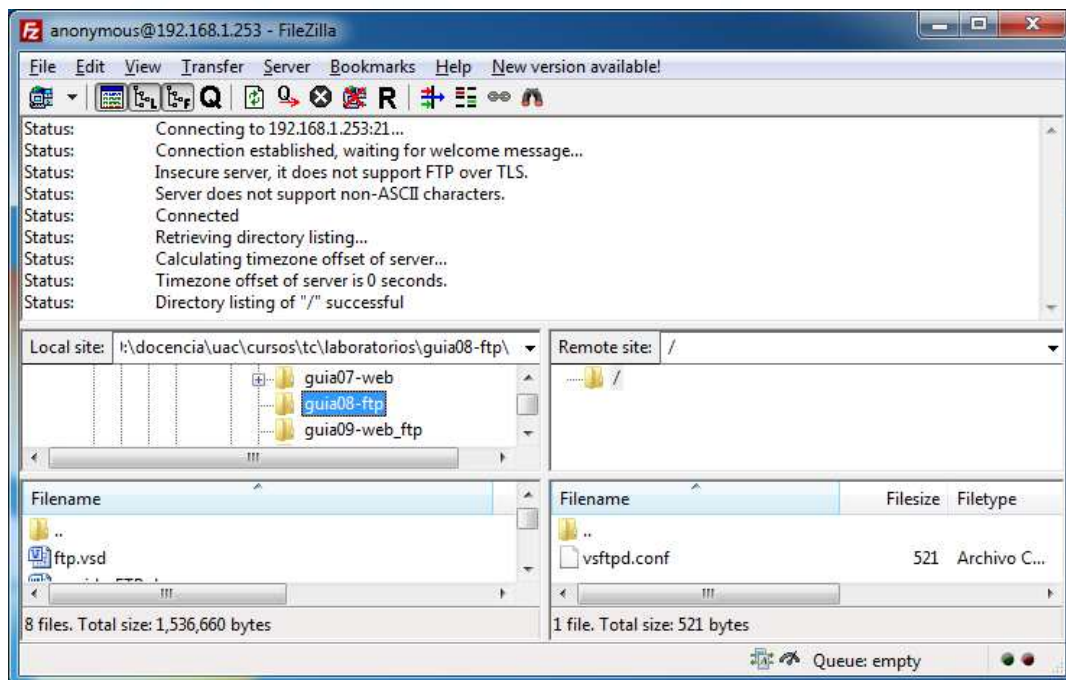 anonymous@192.168.1.253 - FileZilla
File Edit View Transfer Server Bookmarks Help New version available!
Status: Connecting to 192.168.1.253:21...
Status: Connection established, waiting for welcome message...
Status: Insecure server, it does not support FTP over TLS.
Status: Server does not support non-ASCII characters.
Status: Connected
Status: Retrieving directory listing...
Status: Calculating timezone offset of server...
Status: Timezone offset of server is 0 seconds.
Status: Directory listing of "/" successful
Local site: :\docencia\uac\cursos\tc\laboratorios\guia08-ftp\ Remote site: /
guia07-web /
guia08-ftp
guia09-web_ftp
Filename Filename Filesize Filetype
.. ..
ftp.vsd vsftpd.conf 521 Archivo C...
8 files. Total size: 1,536,660 bytes 1 file. Total size: 521 bytes
Queue: empty